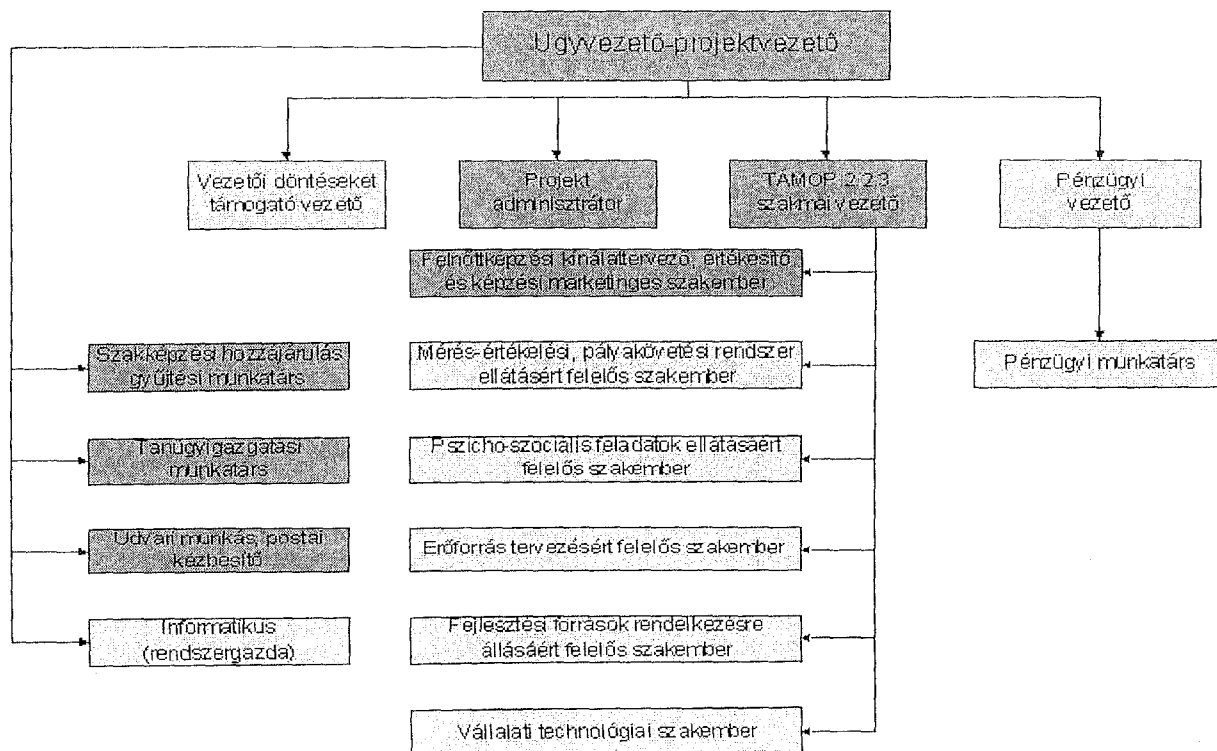 Ügyvezető-projektvezető
Vezetői döntéseket
támogató vezető
Projekt
adminisztrátor
TÁMOP 2.2.3
szakmai vezető
Pénzügyi
vezető
Felnőttképzési kínálattervező, értékesítő
és képzési marketinges szakember
Szakképzési hozzájárulás
gyűjtési munkatárs
Mérés-értékelési, pályakövetési rendszer
ellátásért felelős szakember
Pénzügyi munkatárs
Tanügyigazgatási
munkatárs
Pszicho-szociális feladatok ellátásáért
felelős szakember
Udvari munkás, postai
kézbesítő
Erőforrás tervezésért felelős szakember
Informatikus
(rendszergazda)
Fejlesztési források rendelkezésre
állásáért felelős szakember
Vállalati technológiai szakember